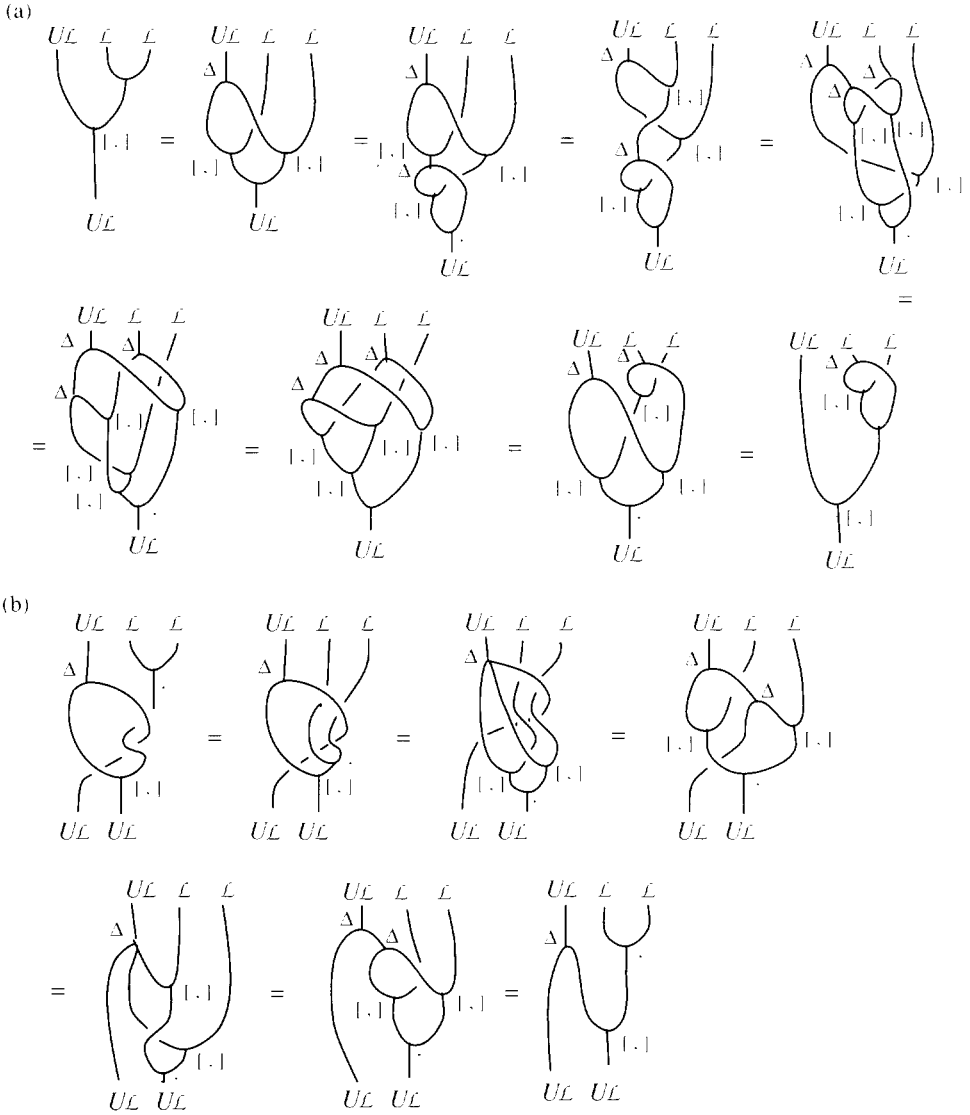 (a)
Uℒ ℒ ℒ Uℒ ℒ ℒ Uℒ ℒ ℒ Uℒ ℒ ℒ Uℒ ℒ ℒ
Δ Δ Δ Δ Δ
Δ [ , ]
[ , ] [ , ] [ , ]
= = = = =
[ , ] [ , ] [ , ] [ , ] Δ [ , ]
Δ [ , ] [ , ]
[ , ] [ , ] [ , ]
Uℒ Uℒ Uℒ Uℒ Uℒ
=
Uℒ ℒ ℒ Uℒ ℒ ℒ Uℒ ℒ ℒ Uℒ ℒ ℒ
Δ Δ Δ Δ Δ Δ Δ
Δ Δ [ , ] [ , ]
[ , ] [ , ] [ , ] [ , ]
= = = =
[ , ] [ , ] [ , ] [ , ] [ , ]
[ , ] [ , ]
Uℒ Uℒ Uℒ Uℒ
(b)
Uℒ ℒ ℒ Uℒ ℒ ℒ Uℒ ℒ ℒ Uℒ ℒ ℒ
Δ Δ Δ Δ
Δ
= = =
[ , ] [ , ]
[ , ] [ , ] [ , ] [ , ]
Uℒ Uℒ Uℒ Uℒ Uℒ Uℒ Uℒ Uℒ
Uℒ ℒ ℒ Uℒ ℒ ℒ Uℒ ℒ ℒ
Δ Δ Δ Δ
= [ , ] = [ , ] [ , ] =
[ , ] [ , ]
Uℒ Uℒ Uℒ Uℒ Uℒ Uℒ